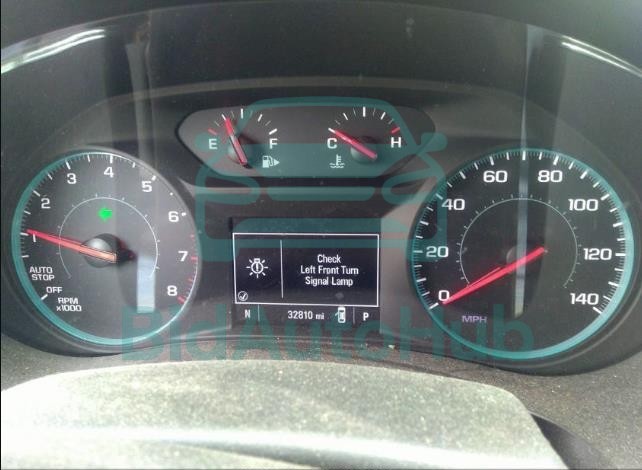 E F C H
1 2 3 4 5 6 7 8
AUTO
STOP
OFF
RPM
x1000
Check
Left Front Turn
Signal Lamp
N 32810 mi P
0 20 40 60 80 100 120 140
MPH
BidAutoHub